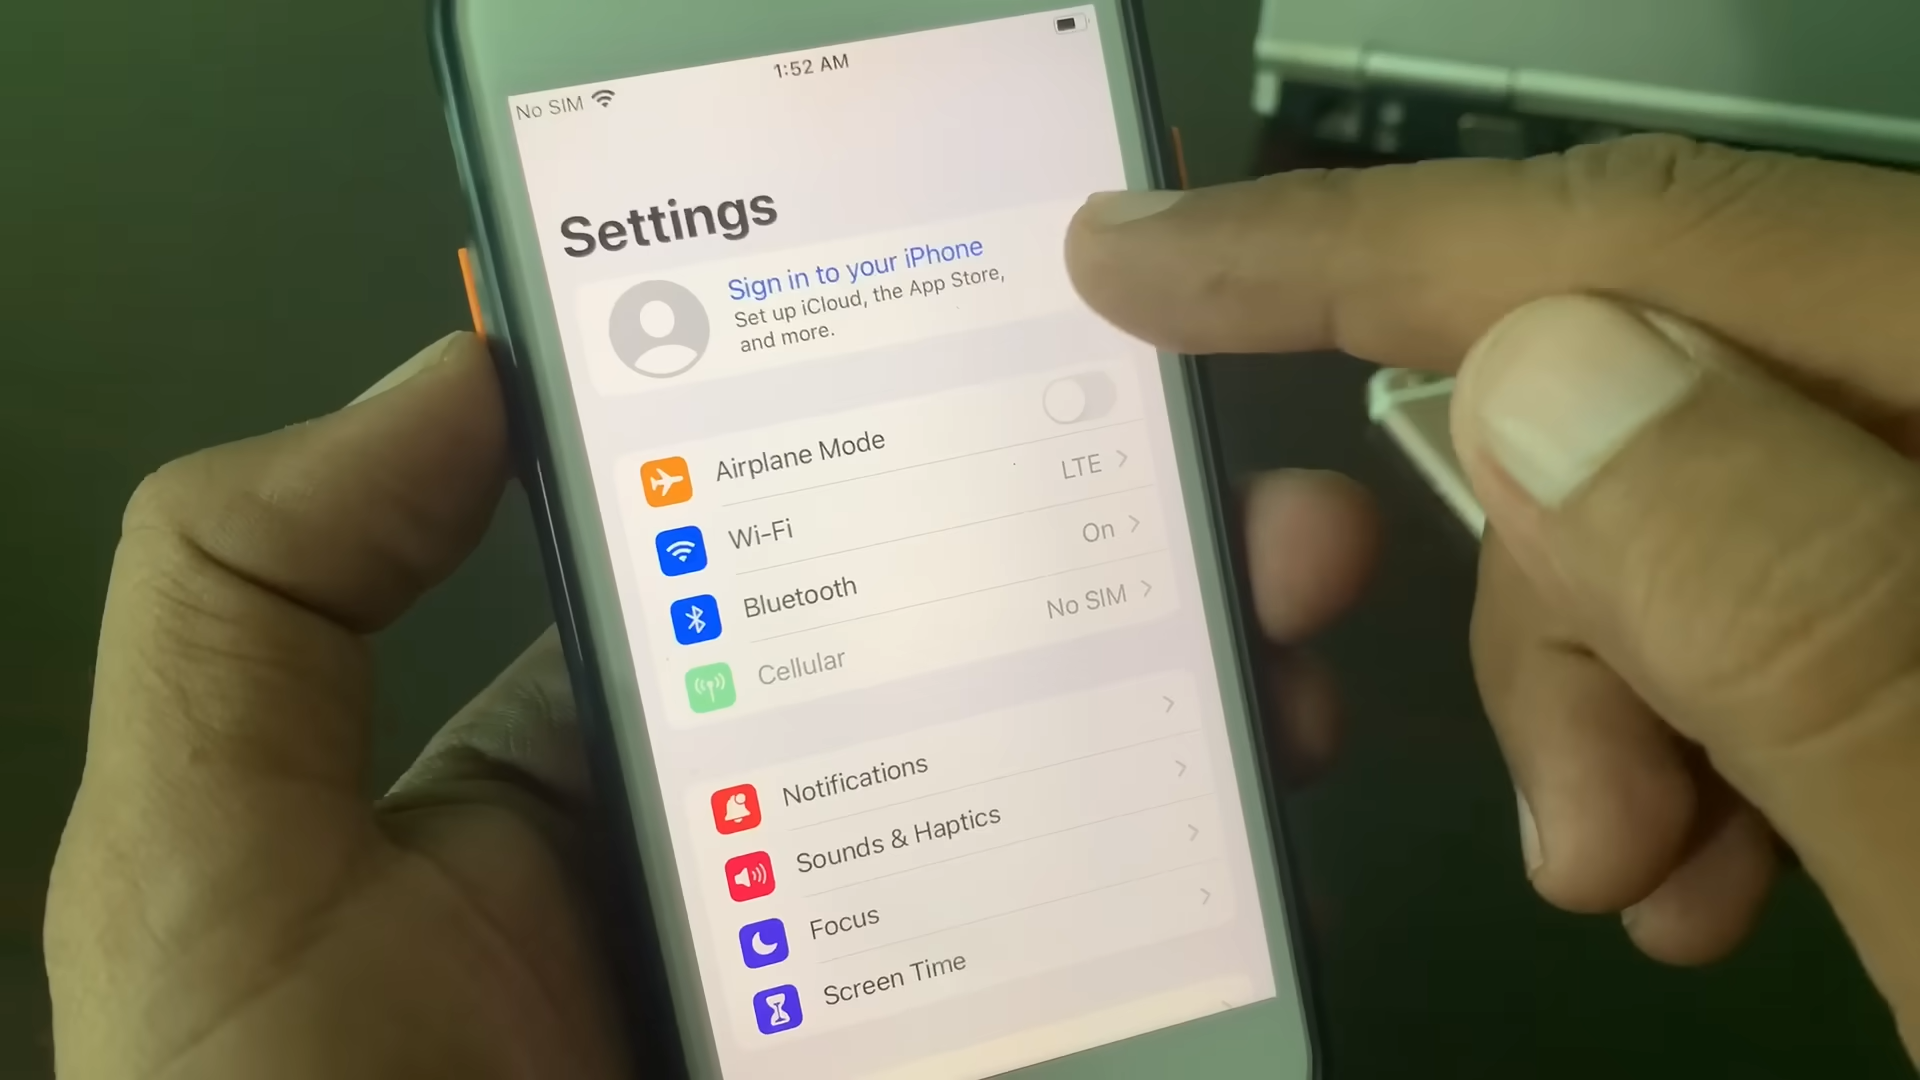 1:52 AM
No SIM
Settings
Sign in to your iPhone
Set up iCloud, the App Store,
and more.
Airplane Mode
Wi-Fi LTE
Bluetooth On
Cellular No SIM
Notifications
Sounds & Haptics
Focus
Screen Time